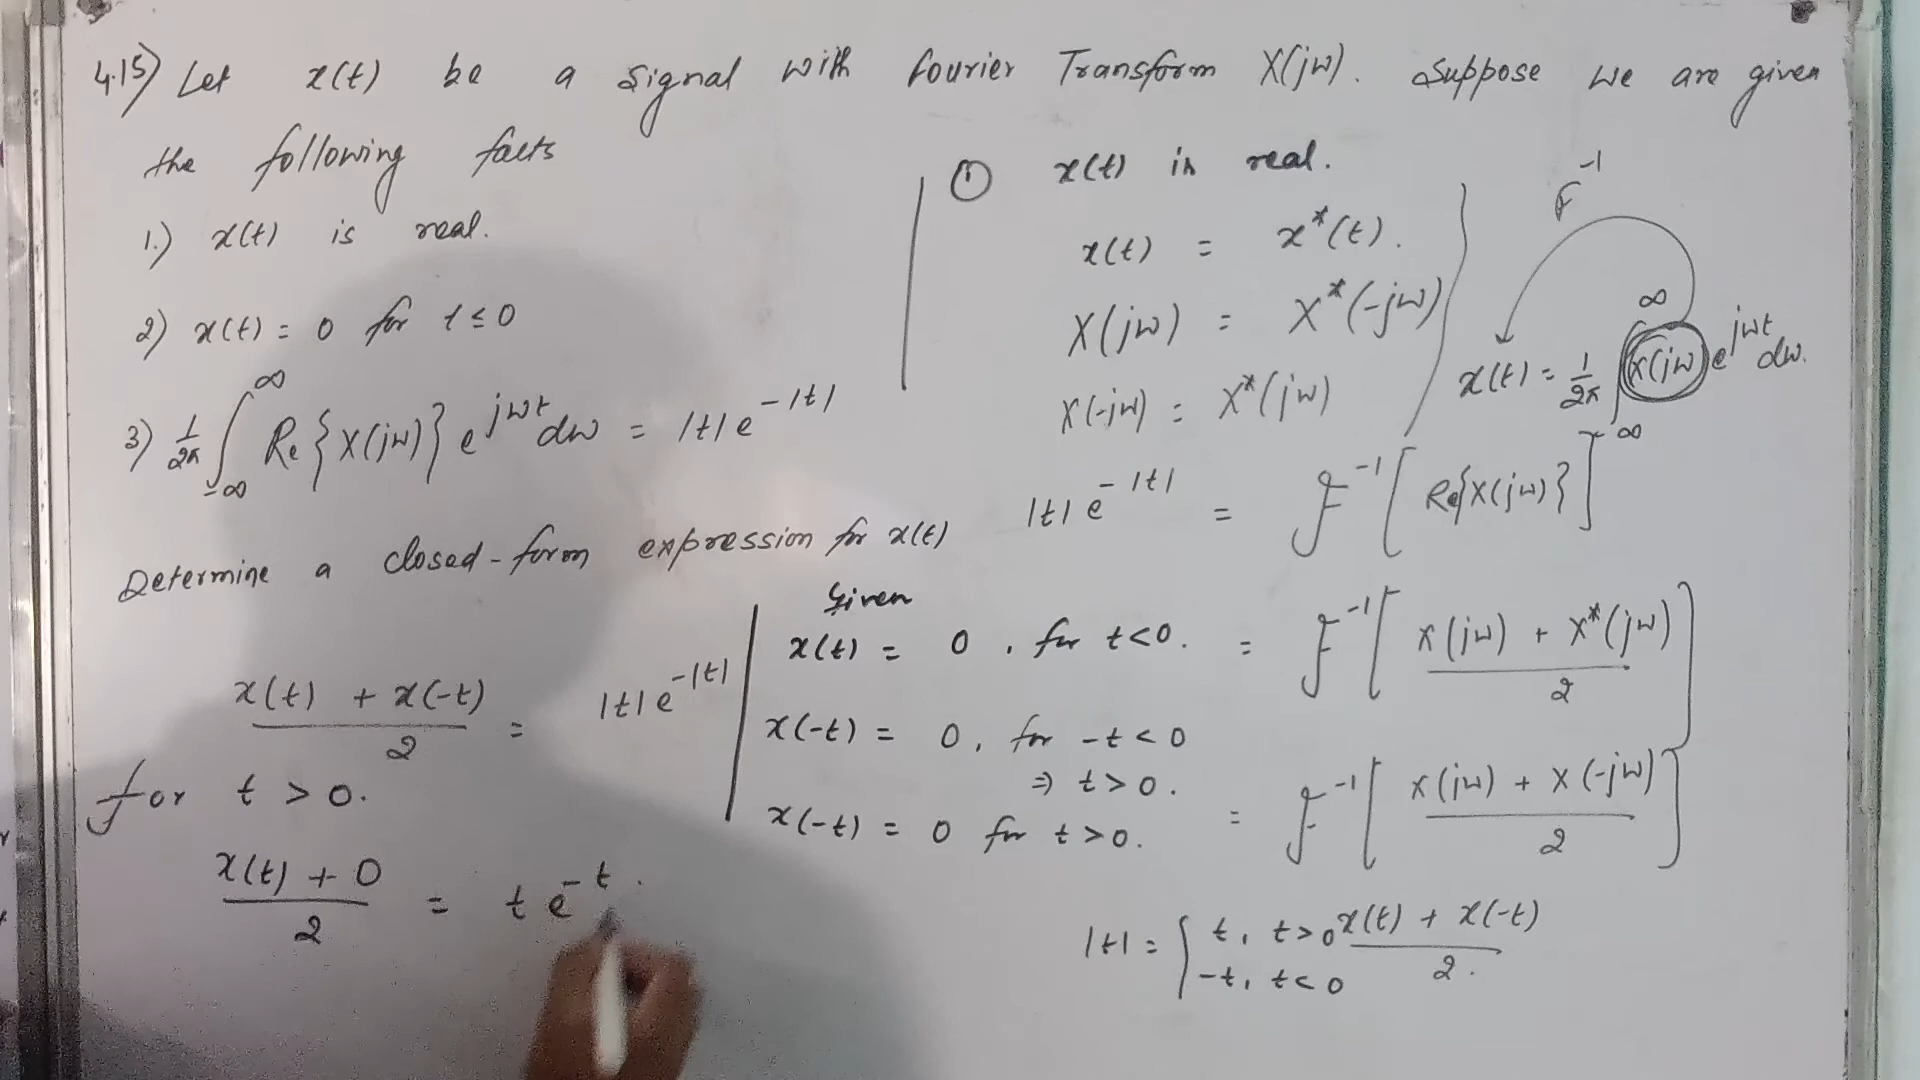 4.15) Let x(t) be a signal with fourier Transform X(jω). Suppose we are given
the following facts
1.) x(t) is real.
2) x(t) = 0 for t ≤ 0
3) 1/2π ∫_{-∞}^{∞} Re{X(jω)} e^{jωt} dω = |t| e^{-|t|}
Determine a closed-form expression for x(t)
① x(t) is real.
x(t) = x*(t).
X(jω) = X*(-jω)
X(-jω) = X*(jω)
F^{-1}
x(t) = 1/2π ∫_{-∞}^{∞} X(jω) e^{jωt} dω.
|t| e^{-|t|} = F^{-1}[Re{X(jω)}]
= F^{-1}[(X(jω) + X*(jω))/2]
= F^{-1}[(X(jω) + X(-jω))/2]
(x(t) + x(-t))/2.
|t| = { t, t>0
-t, t<0
Given
x(t) = 0, for t<0.
x(-t) = 0, for -t<0
⇒ t>0.
x(-t) = 0 for t>0.
(x(t) + x(-t))/2 = |t| e^{-|t|}
for t > 0.
(x(t) + 0)/2 = t e^{-t}.